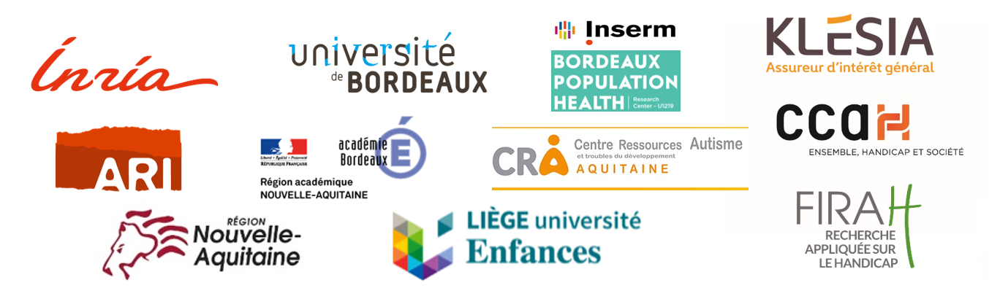 Inría
université
de BORDEAUX
Inserm
BORDEAUX
POPULATION
HEALTH
Research
Center - U1219
KLESIA
Assureur d'intérêt général
ARI
Liberté • Égalité • Fraternité
RÉPUBLIQUE FRANÇAISE
académie
Bordeaux
É
Région académique
NOUVELLE-AQUITAINE
CRA
Centre Ressources Autisme
et troubles du développement
AQUITAINE
ccaH
ENSEMBLE, HANDICAP ET SOCIÉTÉ
RÉGION
Nouvelle-
Aquitaine
LIÈGE université
Enfances
FIRAH
RECHERCHE
APPLIQUÉE SUR
LE HANDICAP